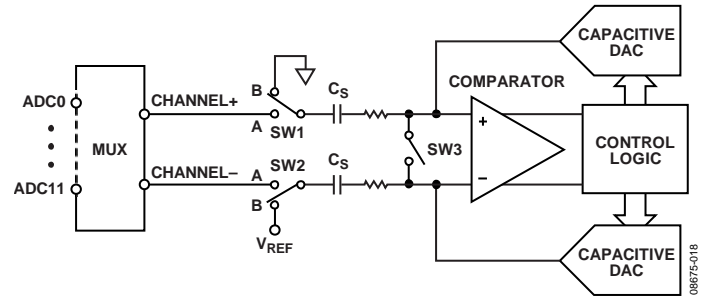 CAPACITIVE
DAC
B
CS
COMPARATOR
ADC0
CHANNEL+
A
SW1
+
MUX
SW3
CONTROL
LOGIC
SW2
CS
CHANNEL–
A
–
ADC11
B
VREF
CAPACITIVE
DAC
08675-018